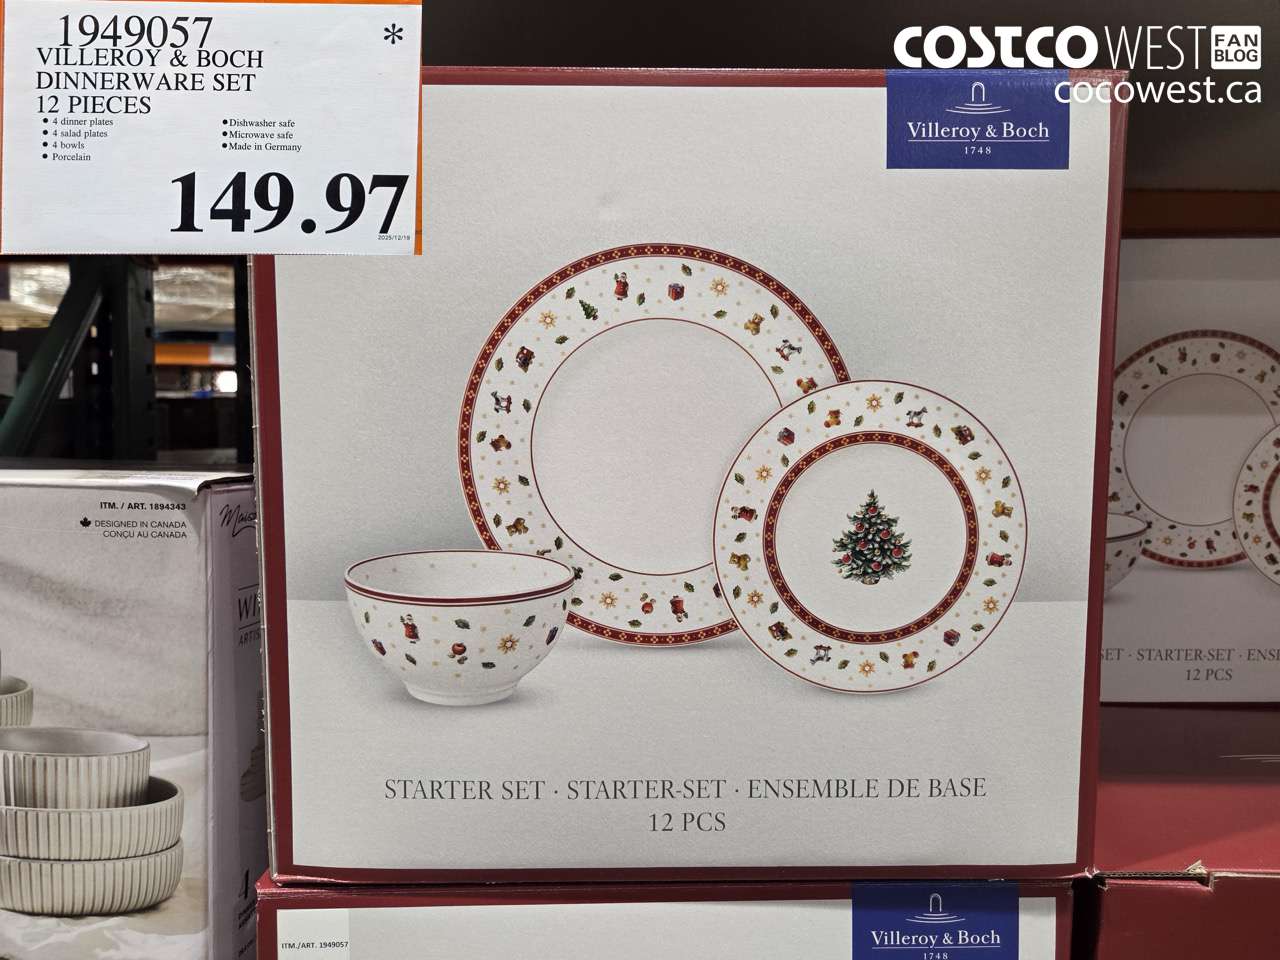 1949057 *
VILLEROY & BOCH
DINNERWARE SET
12 PIECES
• 4 dinner plates
• 4 salad plates
• 4 bowls
• Porcelain
• Dishwasher safe
• Microwave safe
• Made in Germany
149.97
2025/12/19
COSTCO WEST FAN BLOG
cocowest.ca
Villeroy & Boch
1748
STARTER SET · STARTER-SET · ENSEMBLE DE BASE
12 PCS
ITM. / ART. 1894343
DESIGNED IN CANADA
CONÇU AU CANADA
SET · STARTER-SET · ENS
12 PCS
4
ITM./ART. 1949057
Villeroy & Boch
1748